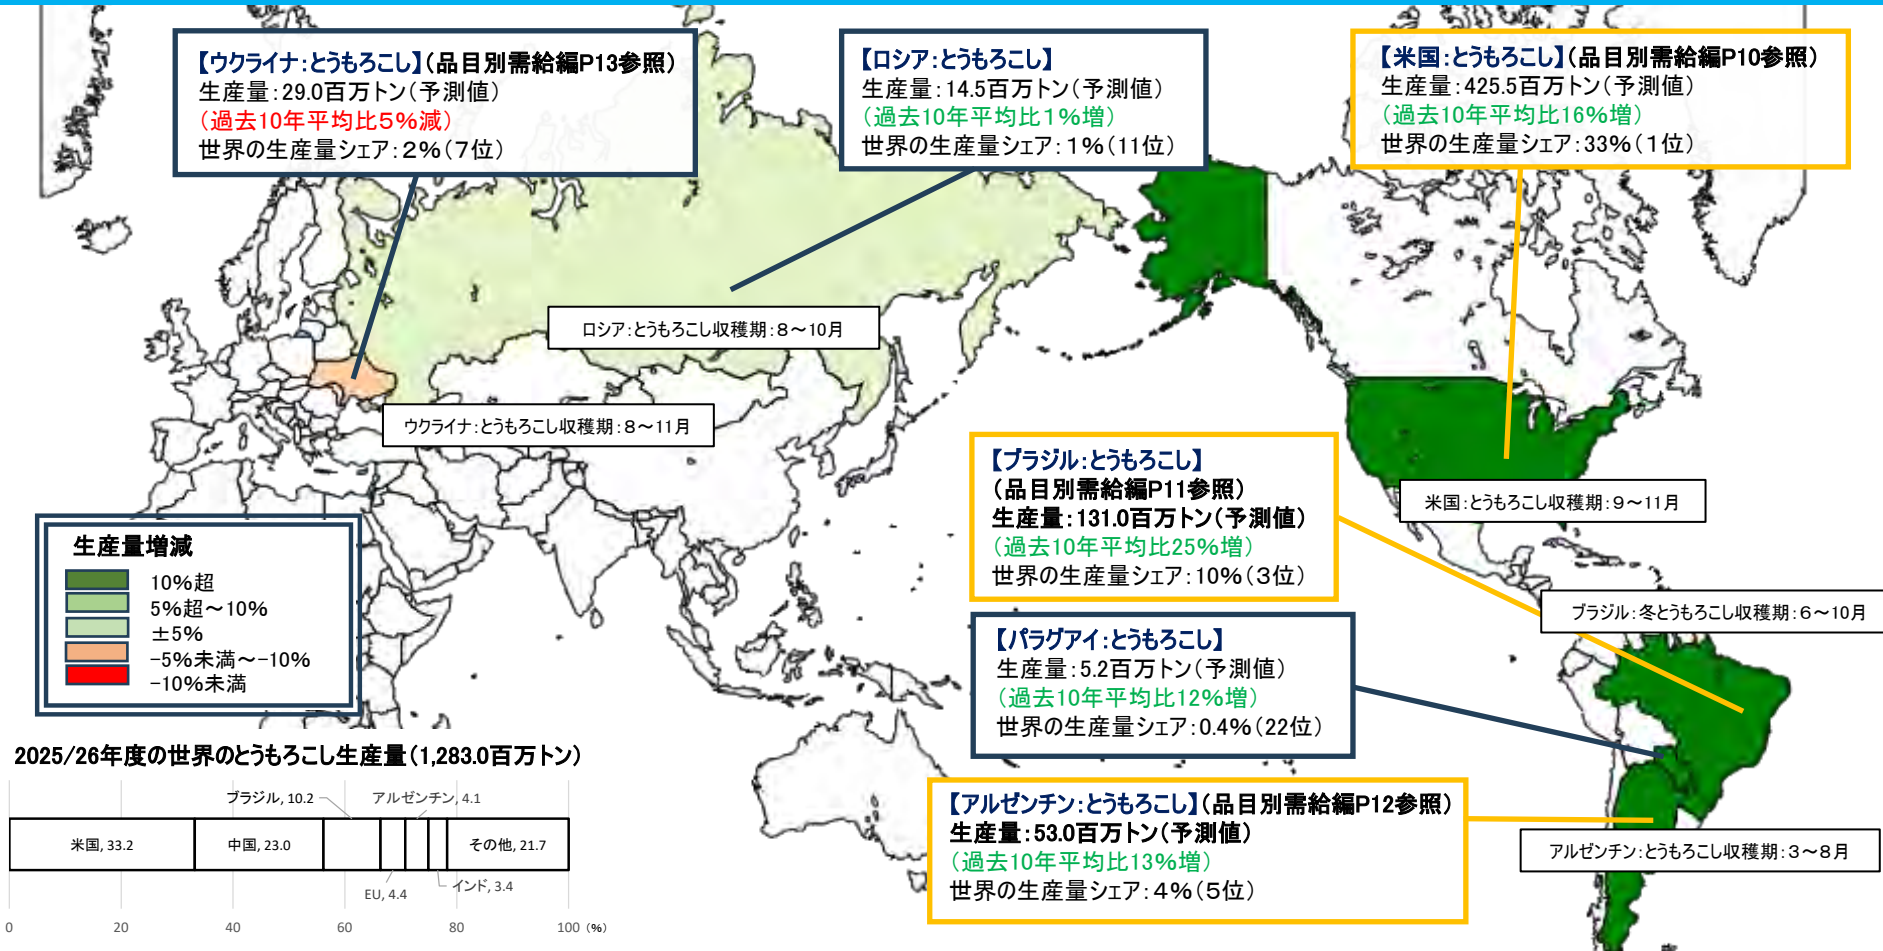 【ウクライナ:とうもろこし】(品目別需給編P13参照)
生産量:29.0百万トン(予測値)
(過去10年平均比5%減)
世界の生産量シェア:2%(7位)
【ロシア:とうもろこし】
生産量:14.5百万トン(予測値)
(過去10年平均比1%増)
世界の生産量シェア:1%(11位)
【米国:とうもろこし】(品目別需給編P10参照)
生産量:425.5百万トン(予測値)
(過去10年平均比16%増)
世界の生産量シェア:33%(1位)
ロシア:とうもろこし収穫期:8~10月
ウクライナ:とうもろこし収穫期:8~11月
【ブラジル:とうもろこし】
(品目別需給編P11参照)
生産量:131.0百万トン(予測値)
(過去10年平均比25%増)
世界の生産量シェア:10%(3位)
米国:とうもろこし収穫期:9~11月
ブラジル:冬とうもろこし収穫期:6~10月
生産量増減
10%超
5%超~10%
±5%
-5%未満~-10%
-10%未満
【パラグアイ:とうもろこし】
生産量:5.2百万トン(予測値)
(過去10年平均比12%増)
世界の生産量シェア:0.4%(22位)
【アルゼンチン:とうもろこし】(品目別需給編P12参照)
生産量:53.0百万トン(予測値)
(過去10年平均比13%増)
世界の生産量シェア:4%(5位)
アルゼンチン:とうもろこし収穫期:3~8月
2025/26年度の世界のとうもろこし生産量(1,283.0百万トン)
ブラジル, 10.2
アルゼンチン, 4.1
米国, 33.2
中国, 23.0
その他, 21.7
EU, 4.4
インド, 3.4
0 20 40 60 80 100 (%)